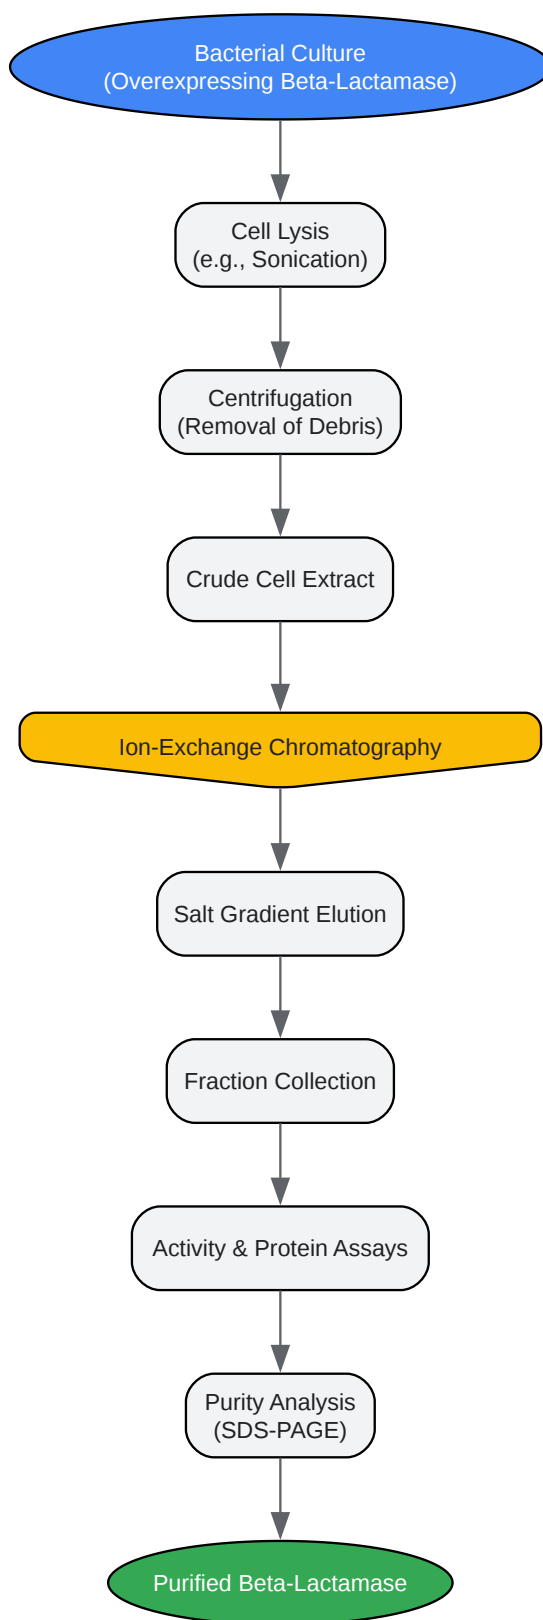 Bacterial Culture
(Overexpressing Beta-Lactamase)
Cell Lysis
(e.g., Sonication)
Centrifugation
(Removal of Debris)
Crude Cell Extract
Ion-Exchange Chromatography
Salt Gradient Elution
Fraction Collection
Activity & Protein Assays
Purity Analysis
(SDS-PAGE)
Purified Beta-Lactamase